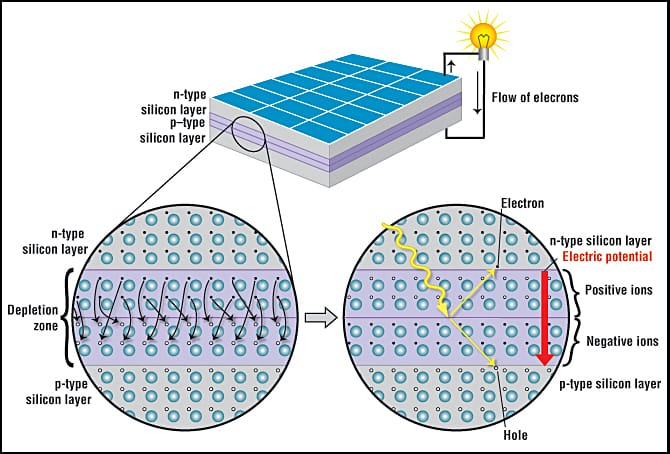 n-type
silicon layer
p–type
silicon layer
Flow of elecrons
n-type
silicon layer
Depletion
zone
p-type
silicon layer
Electron
n-type silicon layer
Electric potential
Positive ions
Negative ions
p-type silicon layer
Hole